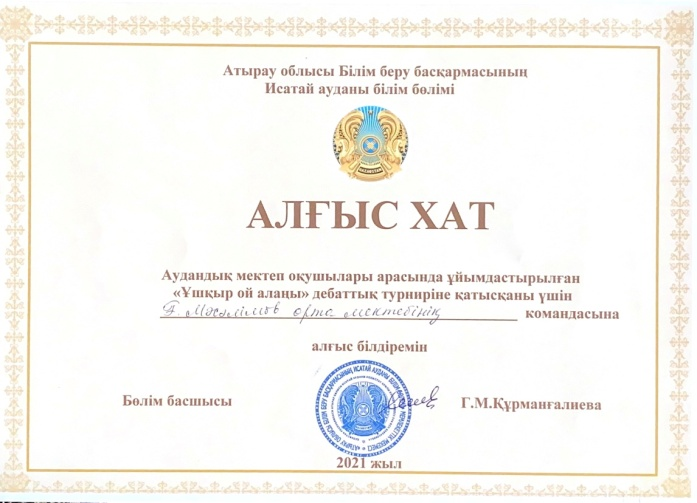 Атырау облысы Білім беру басқармасының
Исатай ауданы білім бөлімі
АЛҒЫС ХАТ
Аудандық мектеп оқушылары арасында ұйымдастырылған
«Ұшқыр ой алаңы» дебаттық турниріне қатысқаны үшін
орта мектебінің командасына
алғыс білдіремін
Бөлім басшысы Г.М.Құрманғалиева
2021 жыл